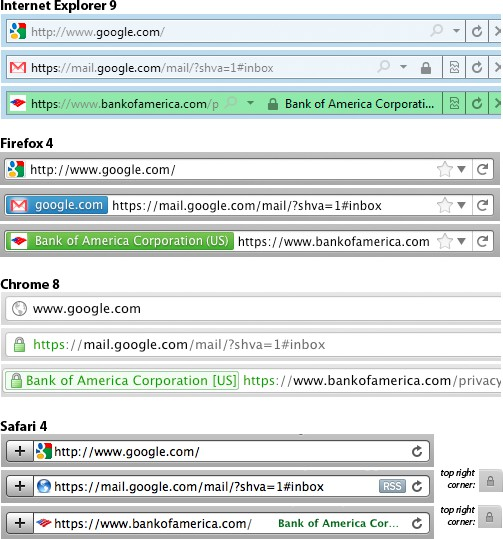 Internet Explorer 9
http://www.google.com/
https://mail.google.com/mail/?shva=1#inbox
https://www.bankofamerica.com/p Bank of America Corporati...
Firefox 4
http://www.google.com/
google.com https://mail.google.com/mail/?shva=1#inbox
Bank of America Corporation (US) https://www.bankofamerica.com
Chrome 8
www.google.com
https://mail.google.com/mail/?shva=1#inbox
Bank of America Corporation [US] https://www.bankofamerica.com/privacy
Safari 4
http://www.google.com/
https://mail.google.com/mail/?shva=1#inbox RSS
top right
corner:
https://www.bankofamerica.com/ Bank of America Cor...
top right
corner: